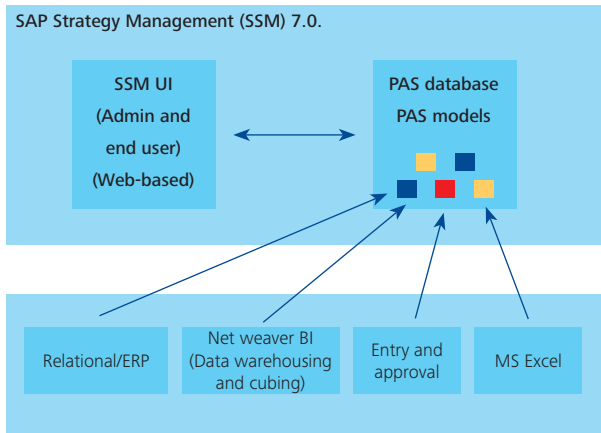 SAP Strategy Management (SSM) 7.0.
SSM UI
(Admin and
end user)
(Web-based)
PAS database
PAS models
Relational/ERP
Net weaver BI
(Data warehousing
and cubing)
Entry and
approval
MS Excel